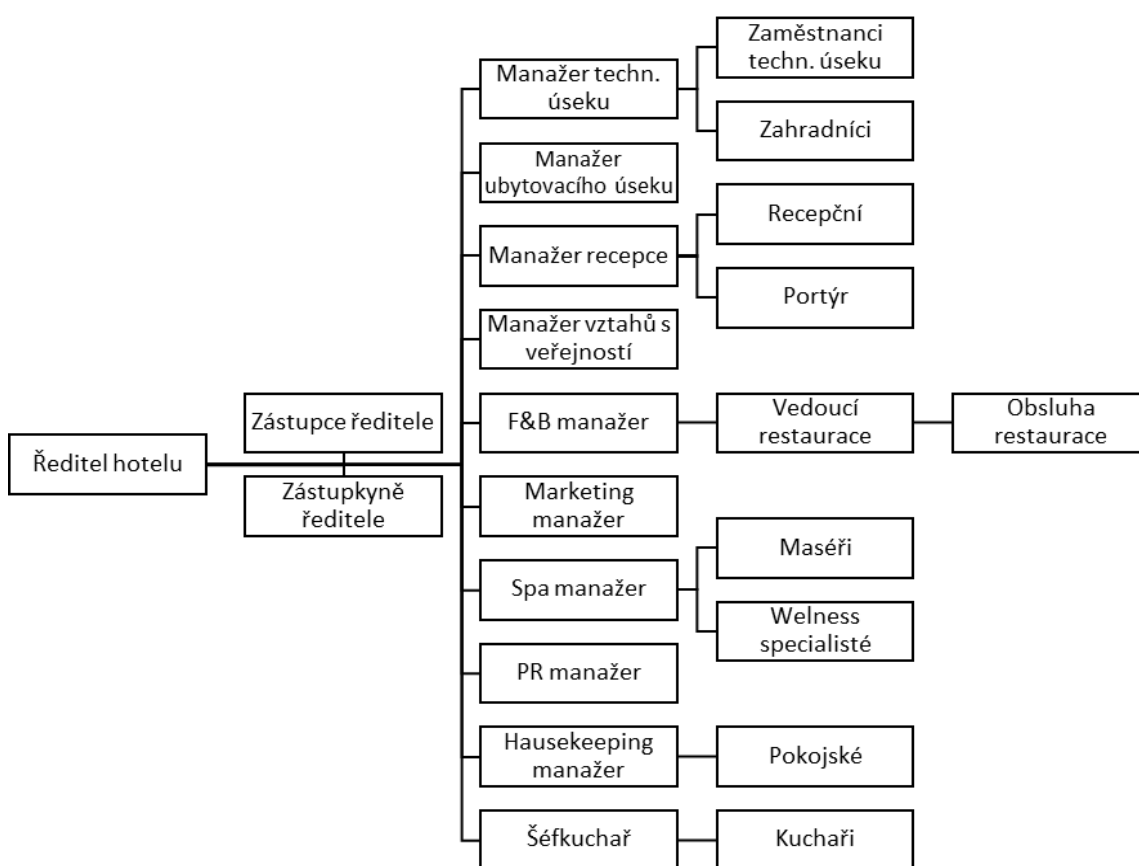 Zaměstnanci
techn. úseku
Manažer techn.
úseku
Zahradníci
Manažer
ubytovacího úseku
Recepční
Manažer recepce
Portýr
Manažer vztahů s
veřejností
Zástupce ředitele
F&B manažer
Vedoucí
restaurace
Obsluha
restaurace
Ředitel hotelu
Zástupkyně
ředitele
Marketing
manažer
Maséři
Spa manažer
Welness
specialisté
PR manažer
Hausekeeping
manažer
Pokojské
Šéfkuchař
Kuchaři